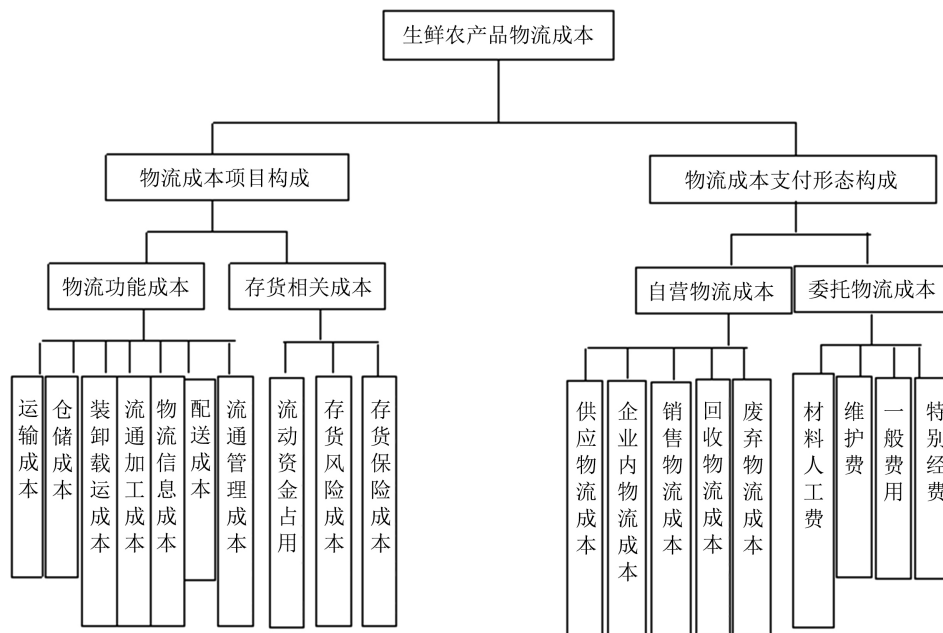 生鲜农产品物流成本
物流成本项目构成
物流成本支付形态构成
物流功能成本
存货相关成本
自营物流成本
委托物流成本
运输成本
仓储成本
装卸载运成本
流通加工成本
物流信息成本
配送成本
流通管理成本
流动资金占用
存货风险成本
存货保险成本
供应物流成本
企业内物流成本
销售物流成本
回收物流成本
废弃物流成本
材料人工费
维护费
一般费用
特别经费